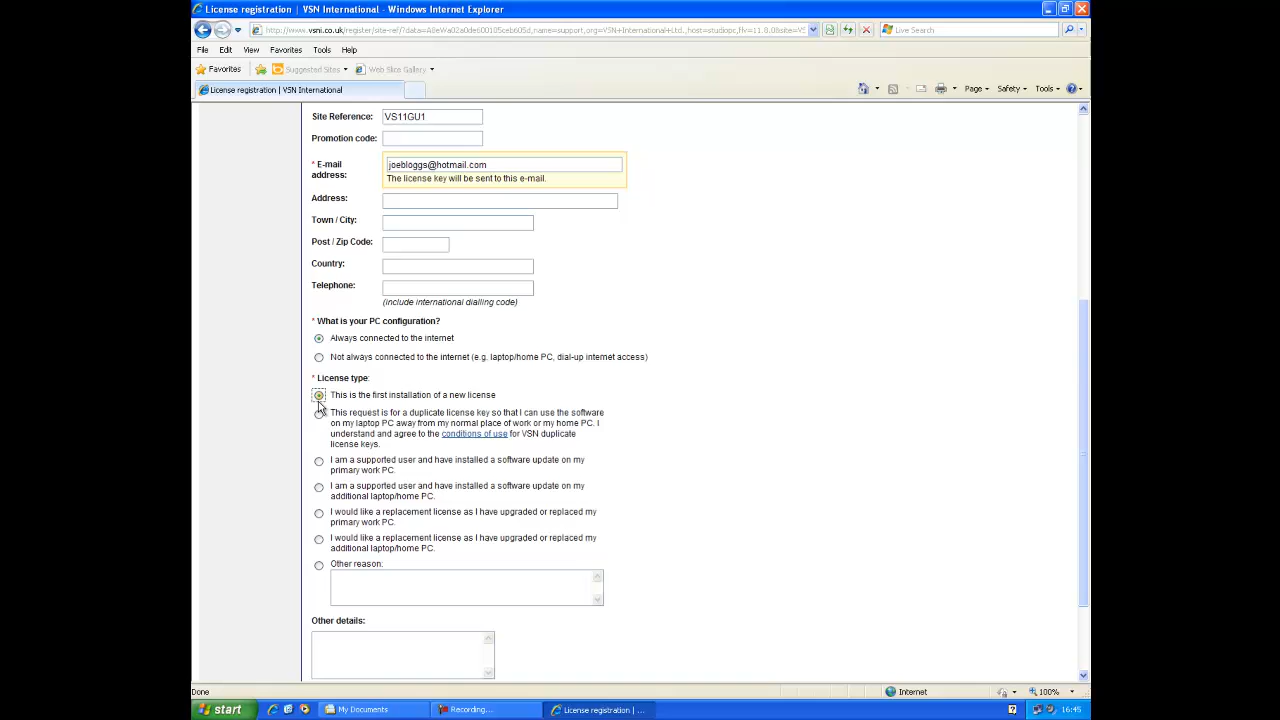 License registration | VSN International - Windows Internet Explorer
Live Search
File Edit View Favorites Tools Help
Favorites Suggested Sites Web Slice Gallery
License registration | VSN International
Page Safety Tools
Site Reference: VS11GU1
Promotion code:
* E-mail address: joebloggs@hotmail.com
The license key will be sent to this e-mail.
Address:
Town / City:
Post / Zip Code:
Country:
Telephone:
(include international dialling code)
* What is your PC configuration?
Always connected to the internet
Not always connected to the internet (e.g. laptop/home PC, dial-up internet access)
* License type:
This is the first installation of a new license
This request is for a duplicate license key so that I can use the software
on my laptop PC away from my normal place of work or my home PC. I
understand and agree to the conditions of use for VSN duplicate
license keys.
I am a supported user and have installed a software update on my
primary work PC.
I am a supported user and have installed a software update on my
additional laptop/home PC.
I would like a replacement license as I have upgraded or replaced my
primary work PC.
I would like a replacement license as I have upgraded or replaced my
additional laptop/home PC.
Other reason:
Other details:
Done Internet 100%
start My Documents Recording... License registration | ... 16:45